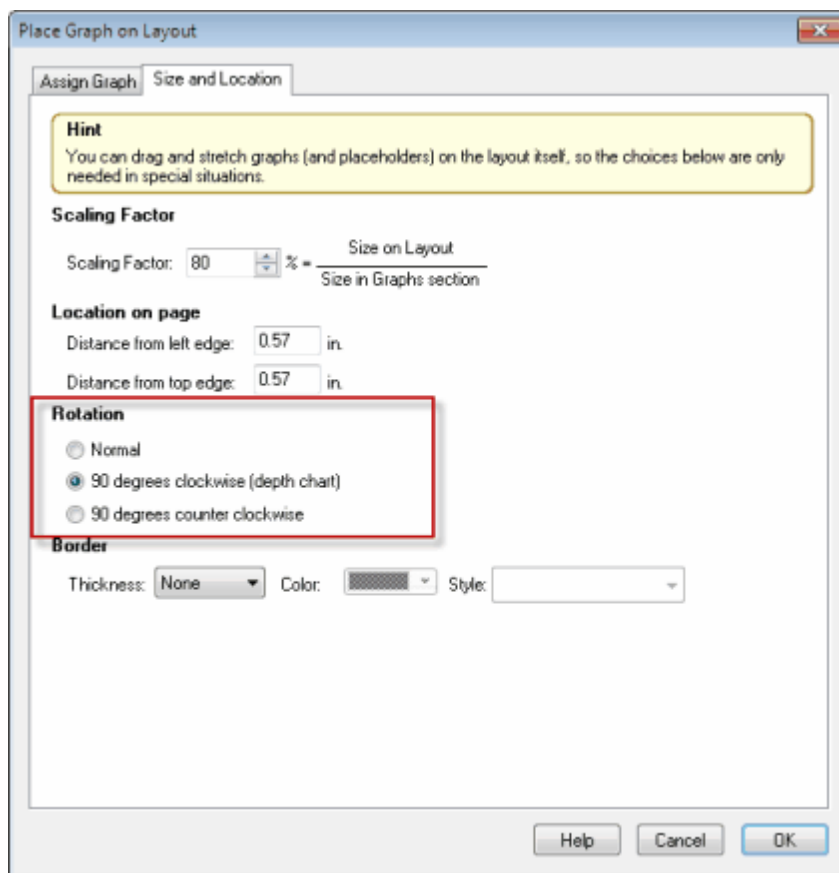 Place Graph on Layout
Assign Graph Size and Location
Hint
You can drag and stretch graphs (and placeholders) on the layout itself, so the choices below are only
needed in special situations.
Scaling Factor
Size on Layout
Scaling Factor: 80 % =
Size in Graphs section
Location on page
Distance from left edge: 0.57 in.
Distance from top edge: 0.57 in.
Rotation
Normal
90 degrees clockwise (depth chart)
90 degrees counter clockwise
Border
Thickness: None Color: Style:
Help Cancel OK